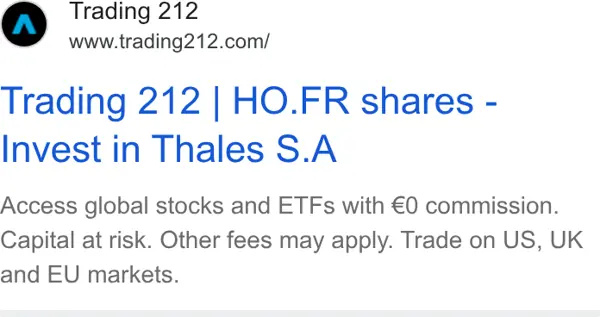 Trading 212
www.trading212.com/
Trading 212 | HO.FR shares -
Invest in Thales S.A
Access global stocks and ETFs with €0 commission.
Capital at risk. Other fees may apply. Trade on US, UK
and EU markets.